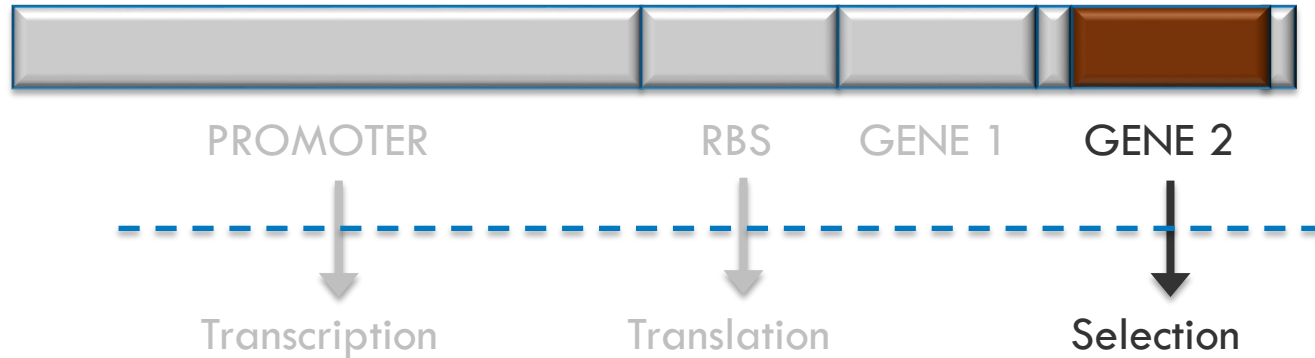 PROMOTER RBS GENE 1 GENE 2
Transcription Translation Selection